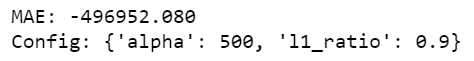 MAE: -496952.080
Config: {'alpha': 500, 'l1_ratio': 0.9}